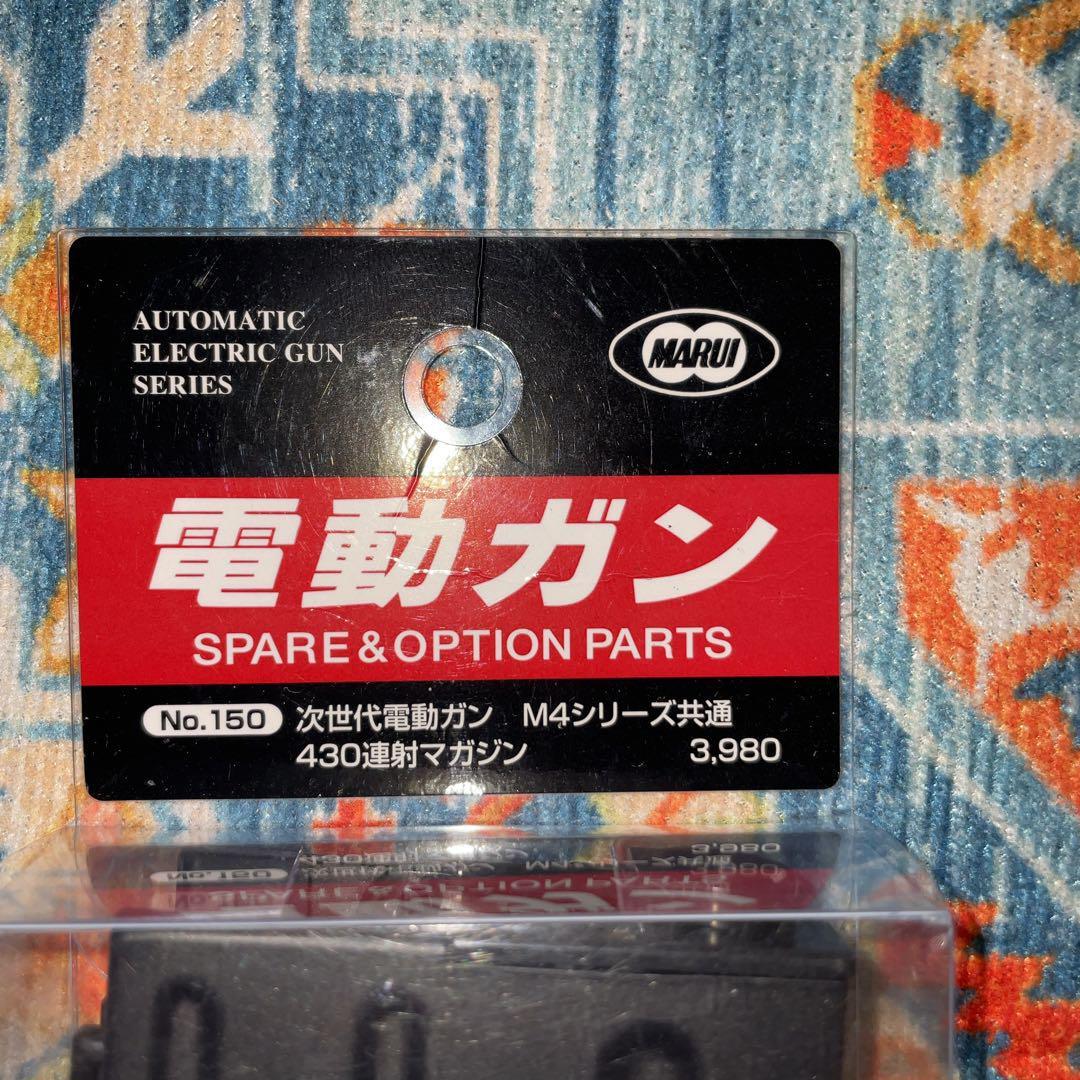 AUTOMATIC
ELECTRIC GUN
SERIES
MARUI
電動ガン
SPARE & OPTION PARTS
No.150 次世代電動ガン M4シリーズ共通
430連射マガジン 3,980